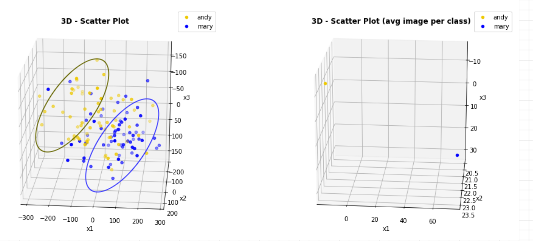 3D - Scatter Plot
andy
mary
-150
-100
-50
0
50
100
150
x3
-200
-100
0
100
200
x2
-300
-200
-100
0
100
200
300
x1
3D - Scatter Plot (avg image per class)
andy
mary
-10
0
10
20
30
x3
20.5
21.0
21.5
22.0
22.5
23.0
23.5
x2
0
20
40
60
x1